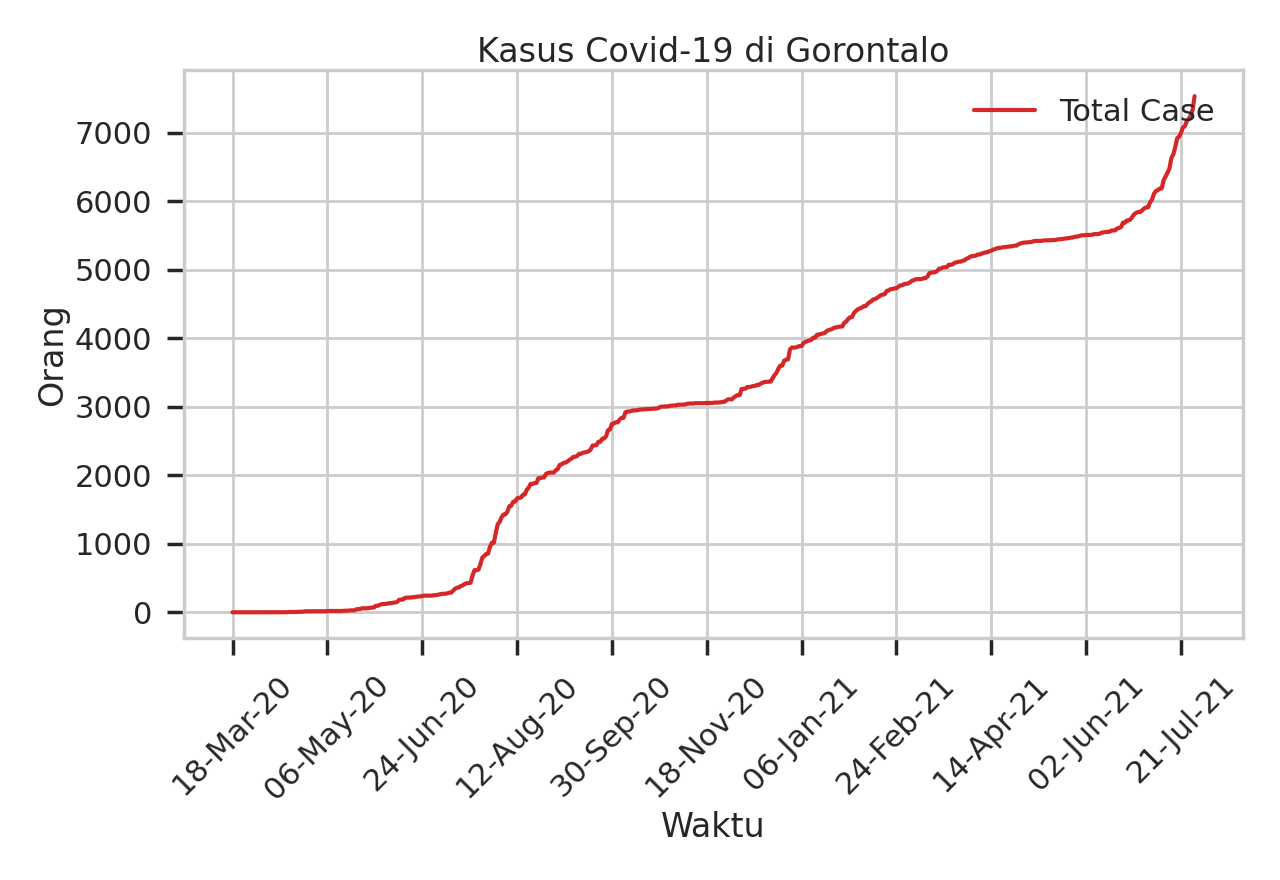 Kasus Covid-19 di Gorontalo
Total Case
7000
6000
5000
4000
3000
2000
1000
0
Orang
18-Mar-20
06-May-20
24-Jun-20
12-Aug-20
30-Sep-20
18-Nov-20
06-Jan-21
24-Feb-21
14-Apr-21
02-Jun-21
21-Jul-21
Waktu